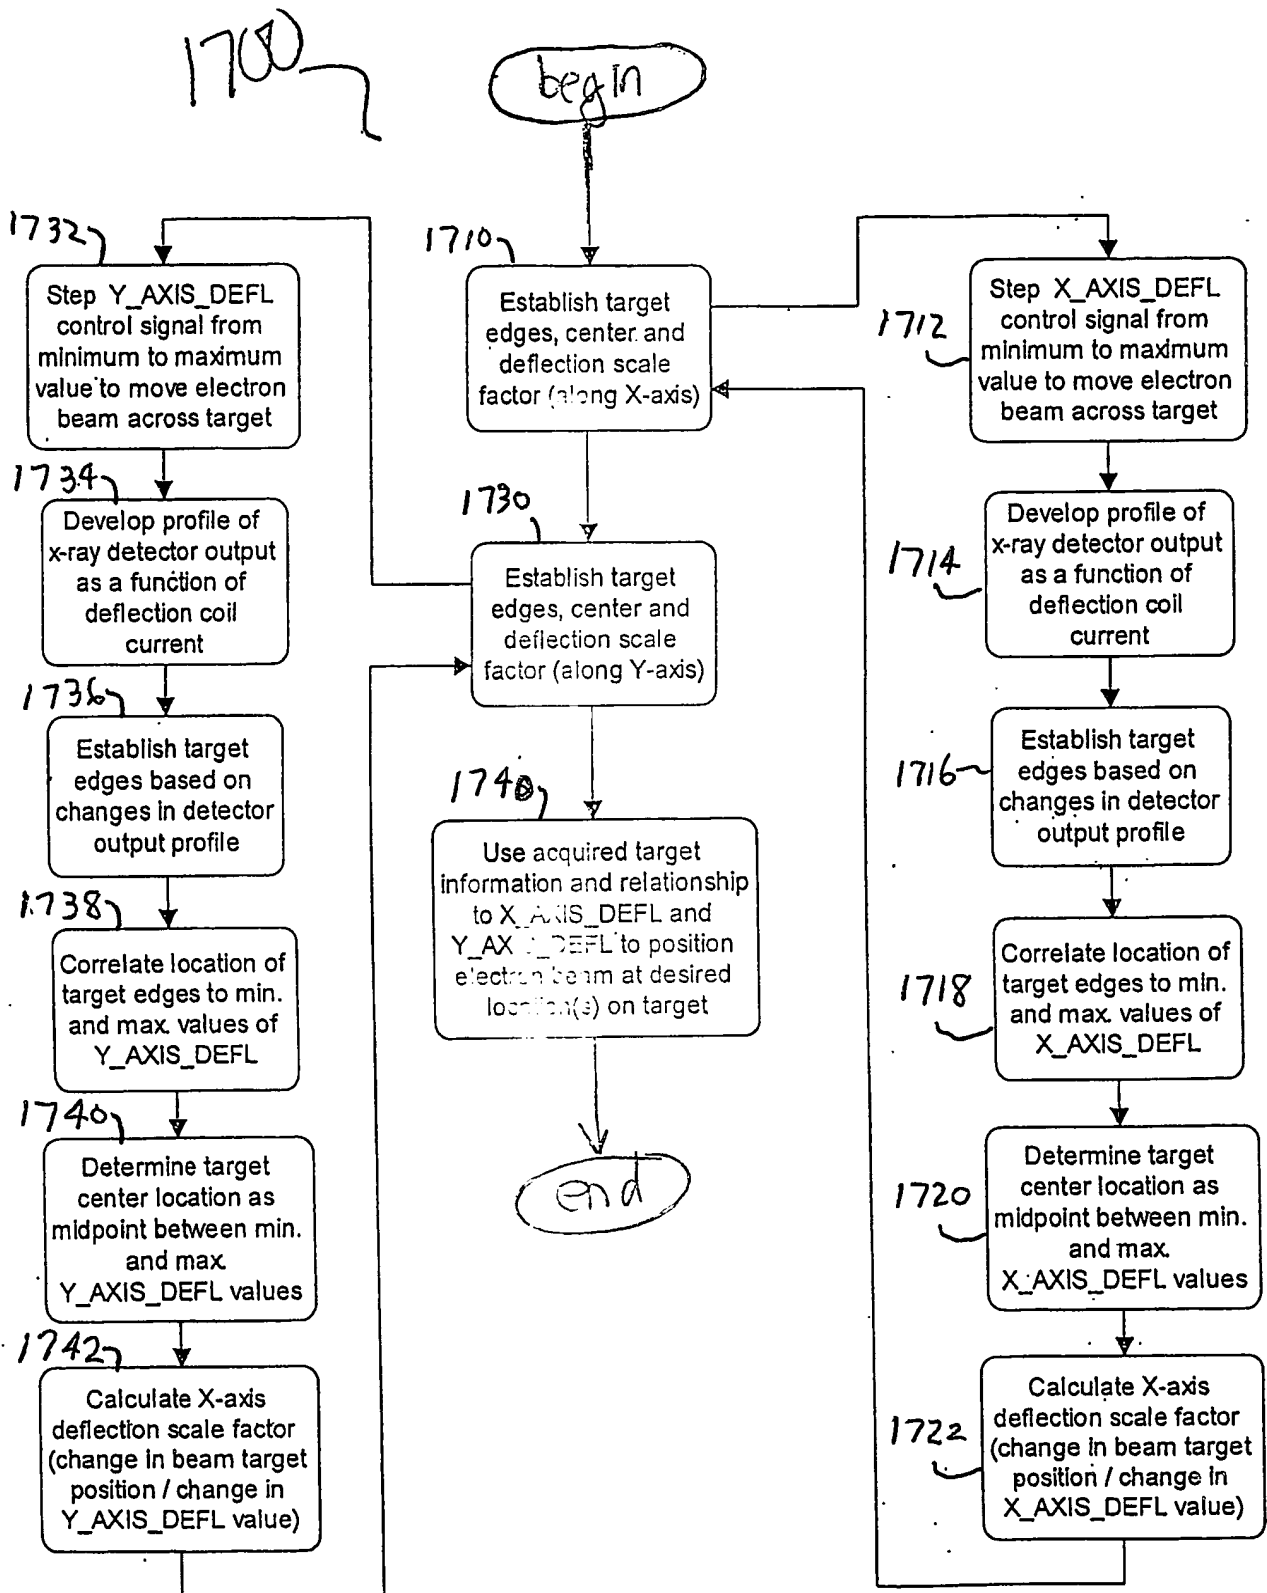 1700
begin
1710
Establish target
edges, center and
deflection scale
factor (along X-axis)
1730
Establish target
edges, center and
deflection scale
factor (along Y-axis)
Use acquired target
information and relationship
to X_AXIS_DEFL and
Y_AXIS_DEFL to position
electron beam at desired
location(s) on target
end
1732
Step Y_AXIS_DEFL
control signal from
minimum to maximum
value to move electron
beam across target
1734
Develop profile of
x-ray detector output
as a function of
deflection coil
current
1736
Establish target
edges based on
changes in detector
output profile
1738
Correlate location of
target edges to min.
and max. values of
Y_AXIS_DEFL
1740
Determine target
center location as
midpoint between min.
and max.
Y_AXIS_DEFL values
1742
Calculate X-axis
deflection scale factor
(change in beam target
position / change in
Y_AXIS_DEFL value)
1712
Step X_AXIS_DEFL
control signal from
minimum to maximum
value to move electron
beam across target
1714
Develop profile of
x-ray detector output
as a function of
deflection coil
current
1716
Establish target
edges based on
changes in detector
output profile
1718
Correlate location of
target edges to min.
and max. values of
X_AXIS_DEFL
1720
Determine target
center location as
midpoint between min.
and max.
X_AXIS_DEFL values
1722
Calculate X-axis
deflection scale factor
(change in beam target
position / change in
X_AXIS_DEFL value)